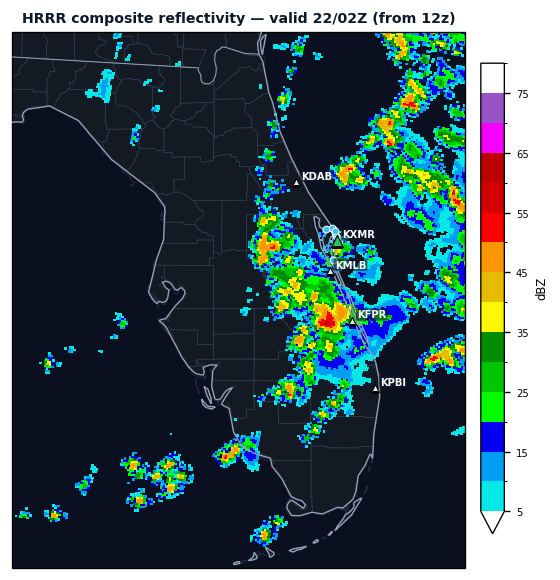 HRRR composite reflectivity — valid 22/02Z (from 12z)
KDAB
KXMR
KMLB
KFPR
KPBI
75
65
55
45
35
25
15
5
dBZ